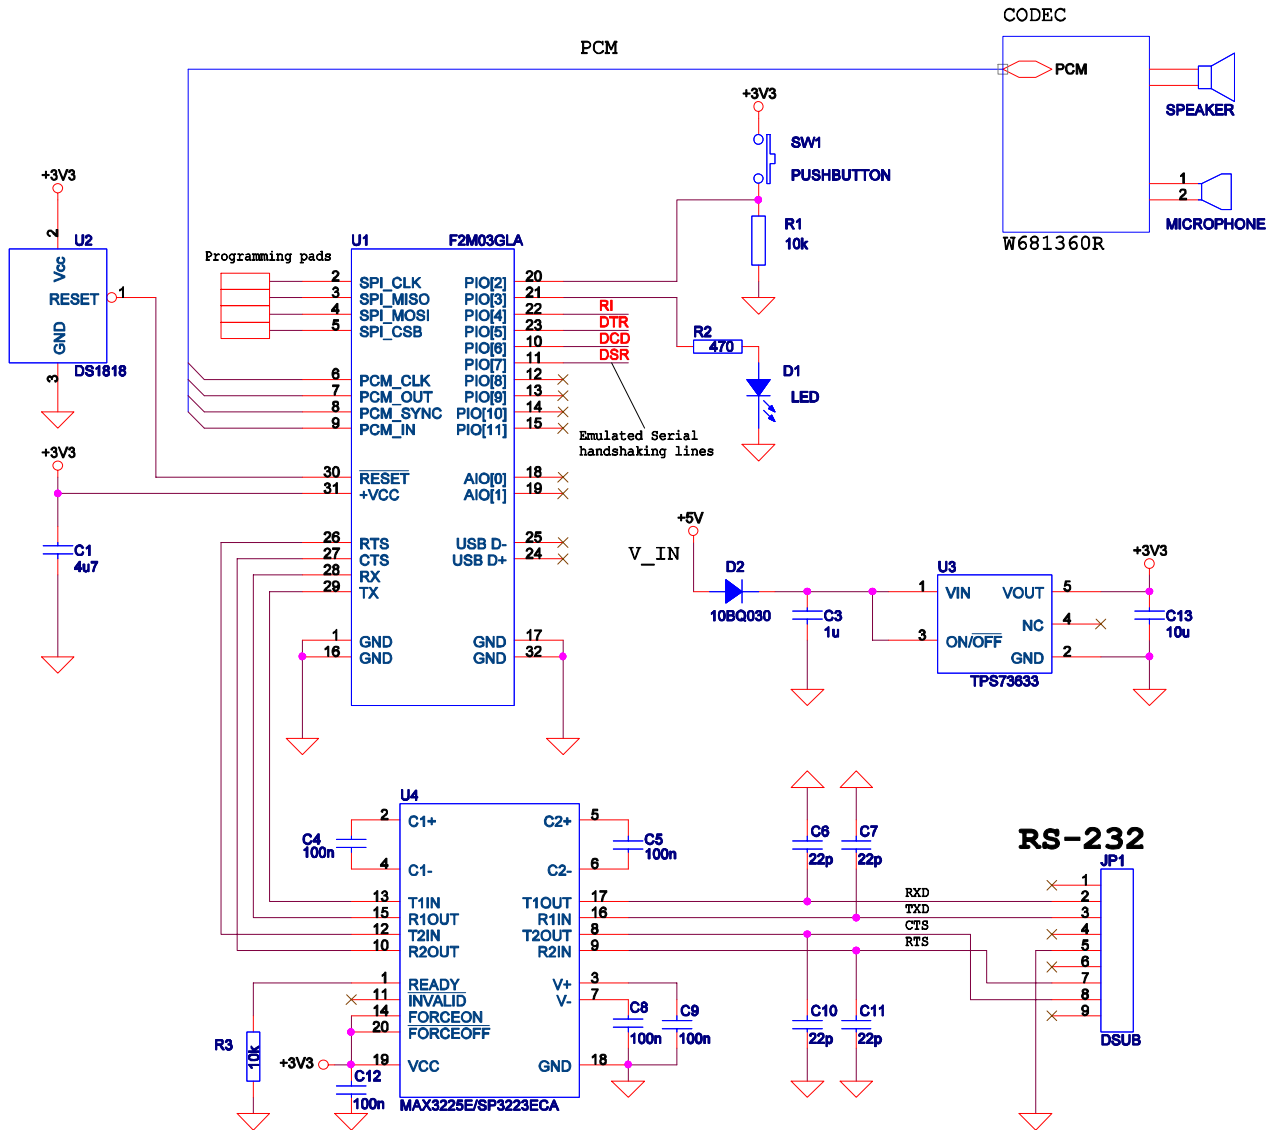 CODEC
PCM
PCM
SPEAKER
1
2
MICROPHONE
W681360R
+3V3
SW1
PUSHBUTTON
R1
10k
+3V3
2
U2
Vcc
RESET
1
GND
3
DS1818
Programming pads
U1
F2M03GLA
2 SPI_CLK PIO[2] 20
3 SPI_MISO PIO[3] 21
4 SPI_MOSI PIO[4] 22 RI
5 SPI_CSB PIO[5] 23 DTR
PIO[6] 10 DCD
PIO[7] 11 DSR
6 PCM_CLK PIO[8] 12
7 PCM_OUT PIO[9] 13
8 PCM_SYNC PIO[10] 14
9 PCM_IN PIO[11] 15
30 RESET AIO[0] 18
31 +VCC AIO[1] 19
26 RTS USB D- 25
27 CTS USB D+ 24
28 RX
29 TX
1 GND GND 17
16 GND GND 32
R2
470
D1
LED
Emulated Serial
handshaking lines
+3V3
C1
4u7
+5V
V_IN
D2
10BQ030
C3
1u
U3
1 VIN VOUT 5
NC 4
3 ON/OFF
GND 2
TPS73633
+3V3
C13
10u
U4
2 C1+ C2+ 5
C4
100n
C5
100n
4 C1- C2- 6
13 T1IN T1OUT 17
15 R1OUT R1IN 16
12 T2IN T2OUT 8
10 R2OUT R2IN 9
1 READY V+ 3
11 INVALID V- 7
14 FORCEON
20 FORCEOFF
19 VCC GND 18
MAX3225E/SP3223ECA
R3
10k
+3V3
C12
100n
C8
100n
C9
100n
C6
22p
C7
22p
RXD
TXD
CTS
RTS
C10
22p
C11
22p
RS-232
JP1
1
2
3
4
5
6
7
8
9
DSUB